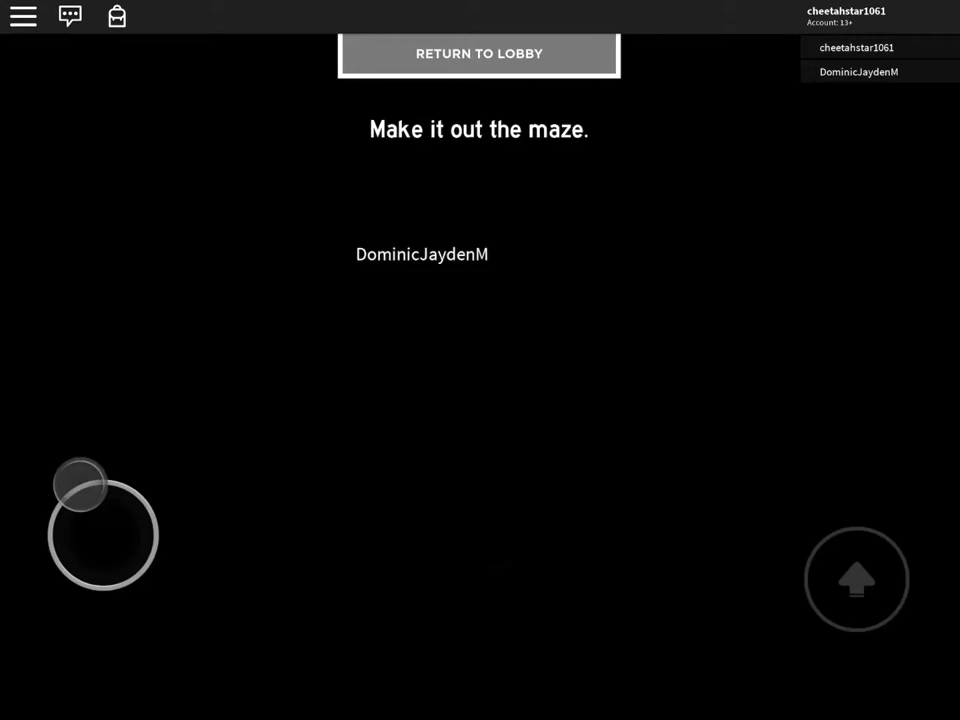 cheetahstar1061
Account: 13+
cheetahstar1061
DominicJaydenM
RETURN TO LOBBY
Make it out the maze.
DominicJaydenM